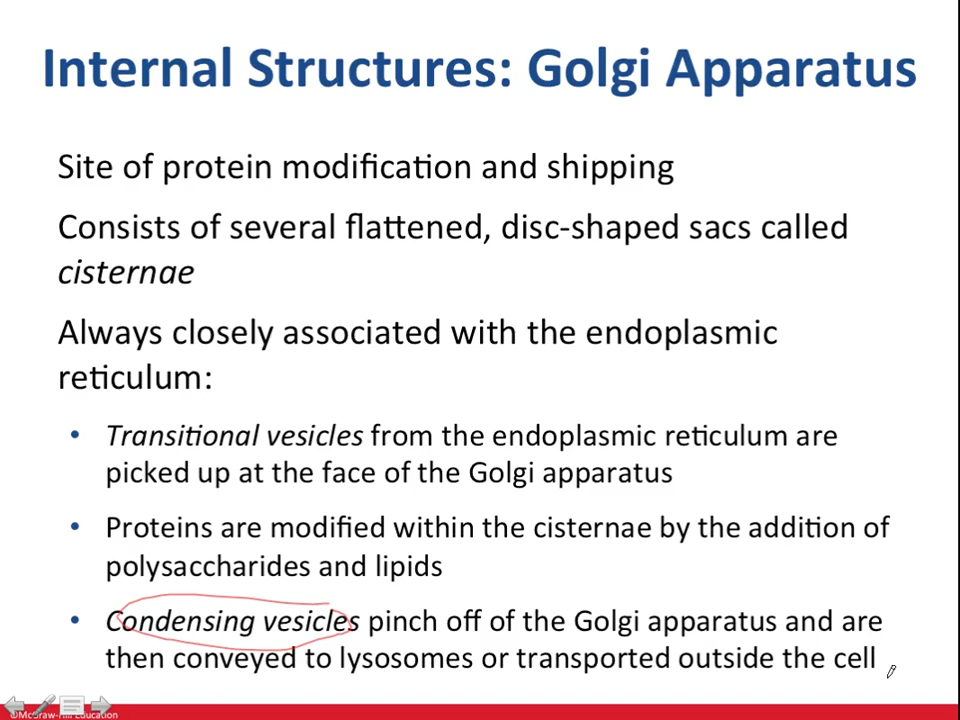 Internal Structures: Golgi Apparatus
Site of protein modification and shipping
Consists of several flattened, disc-shaped sacs called
cisternae
Always closely associated with the endoplasmic
reticulum:
• Transitional vesicles from the endoplasmic reticulum are
picked up at the face of the Golgi apparatus
• Proteins are modified within the cisternae by the addition of
polysaccharides and lipids
• Condensing vesicles pinch off of the Golgi apparatus and are
then conveyed to lysosomes or transported outside the cell
©McGraw-Hill Education